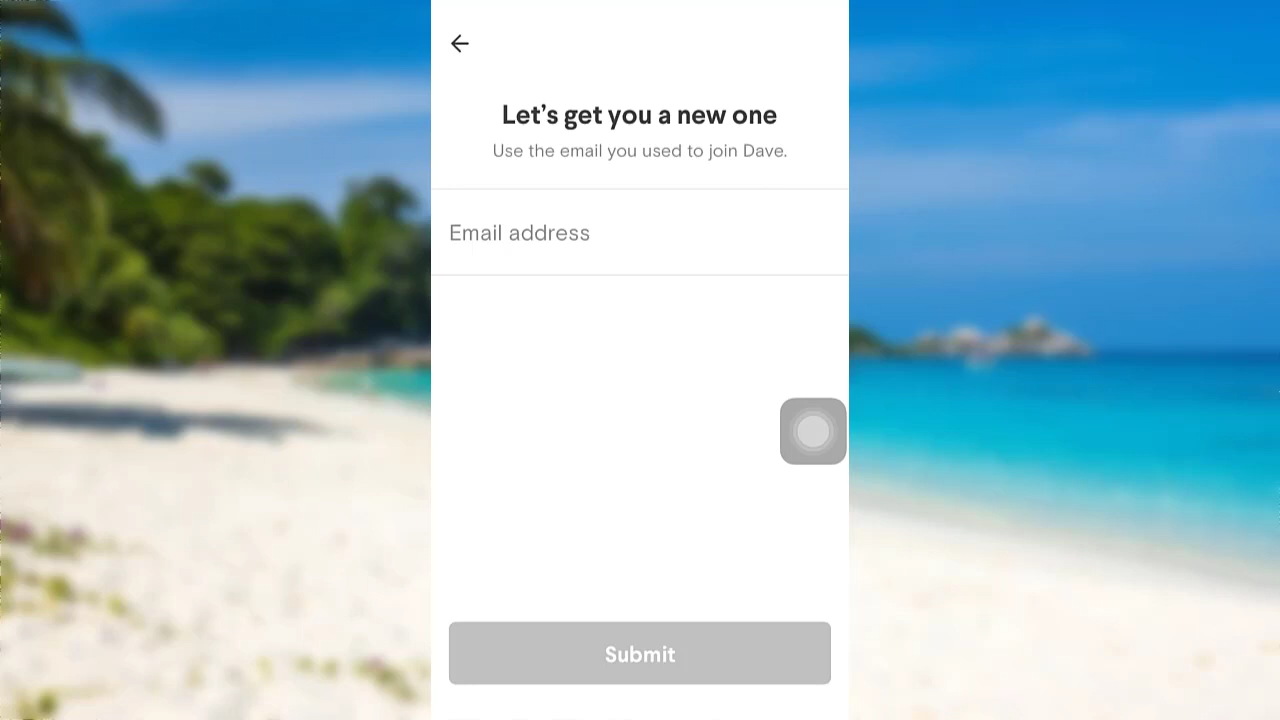 Let's get you a new one
Use the email you used to join Dave.
Email address
Submit